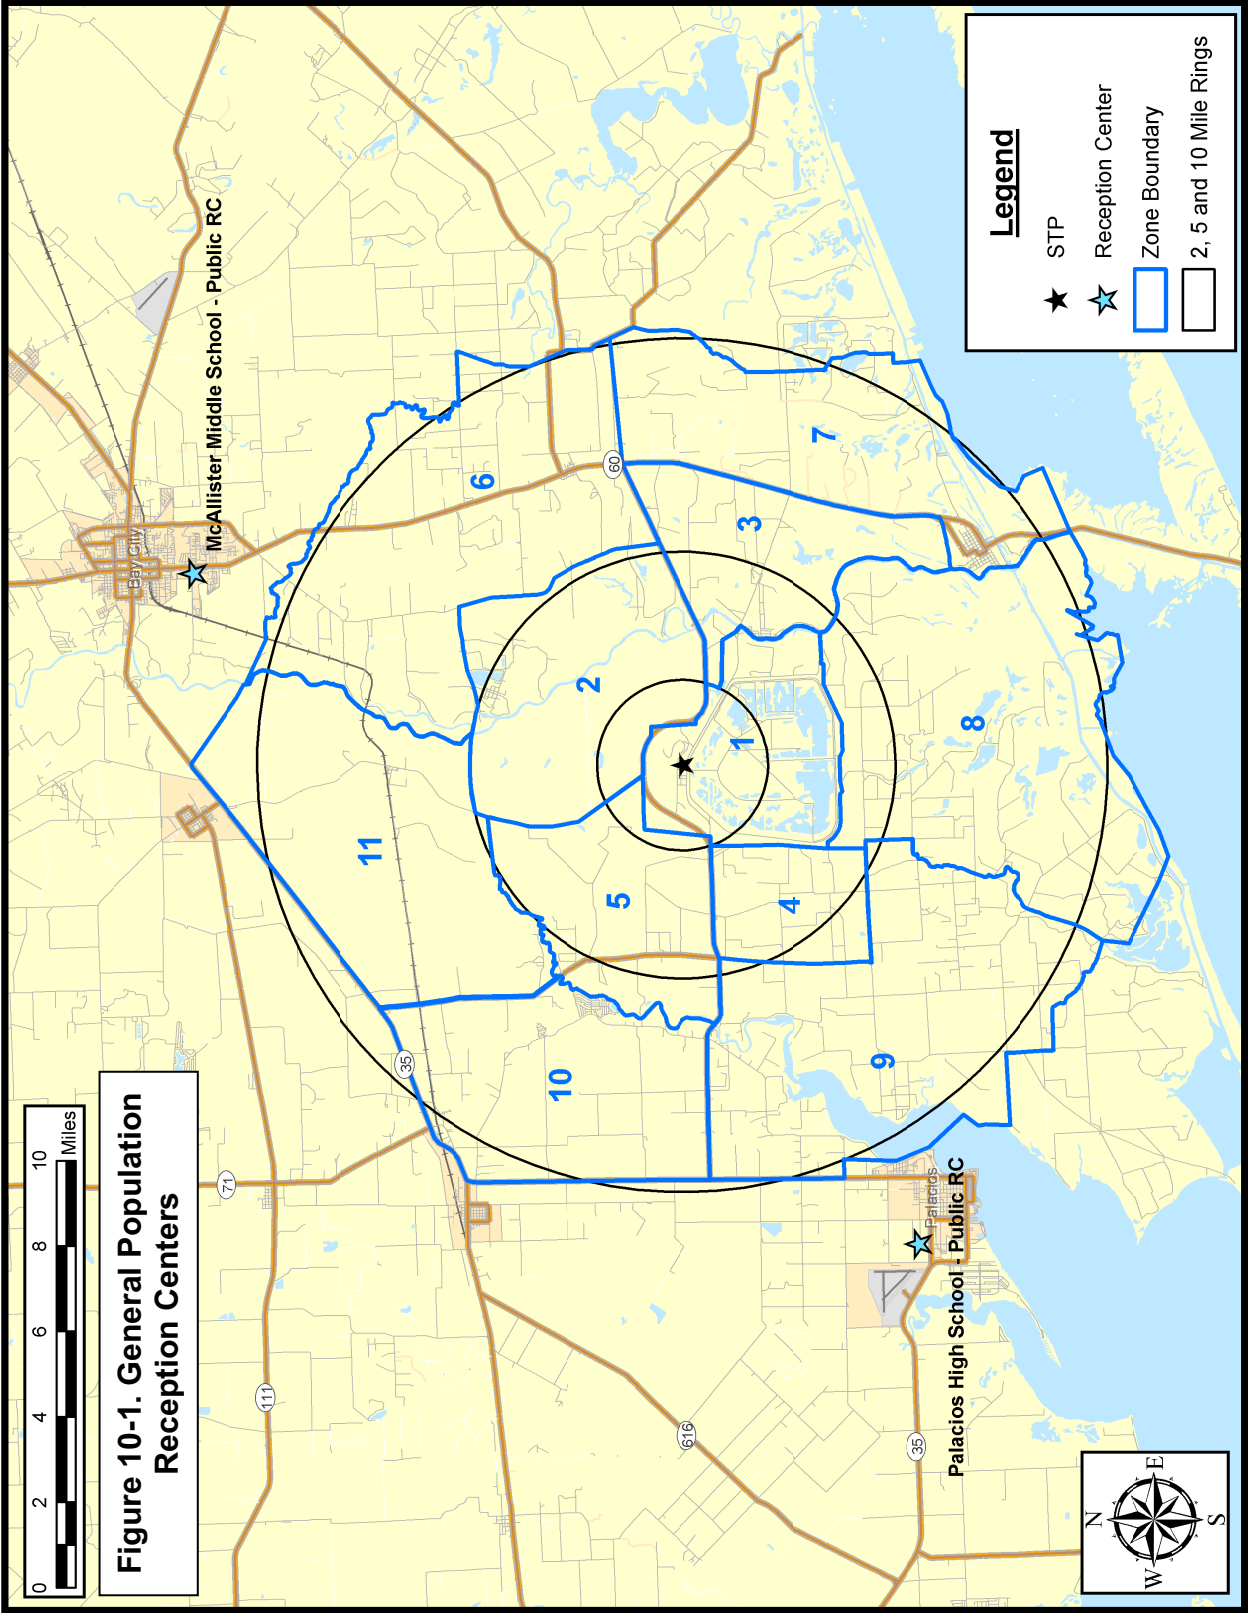 Figure 10-1. General Population
Reception Centers
0 2 4 6 8 10
Miles
71
111
35
616
35
60
Bay City
McAllister Middle School - Public RC
Palacios
Palacios High School - Public RC
1
2
3
4
5
6
7
8
9
10
11
Legend
STP
Reception Center
Zone Boundary
2, 5 and 10 Mile Rings
N
W E
S